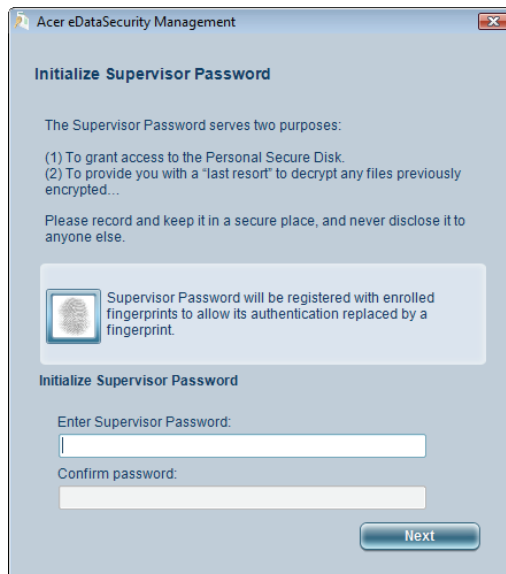 Acer eDataSecurity Management
Initialize Supervisor Password
The Supervisor Password serves two purposes:
(1) To grant access to the Personal Secure Disk.
(2) To provide you with a “last resort” to decrypt any files previously
encrypted...
Please record and keep it in a secure place, and never disclose it to
anyone else.
Supervisor Password will be registered with enrolled
fingerprints to allow its authentication replaced by a
fingerprint.
Initialize Supervisor Password
Enter Supervisor Password:
Confirm password:
Next